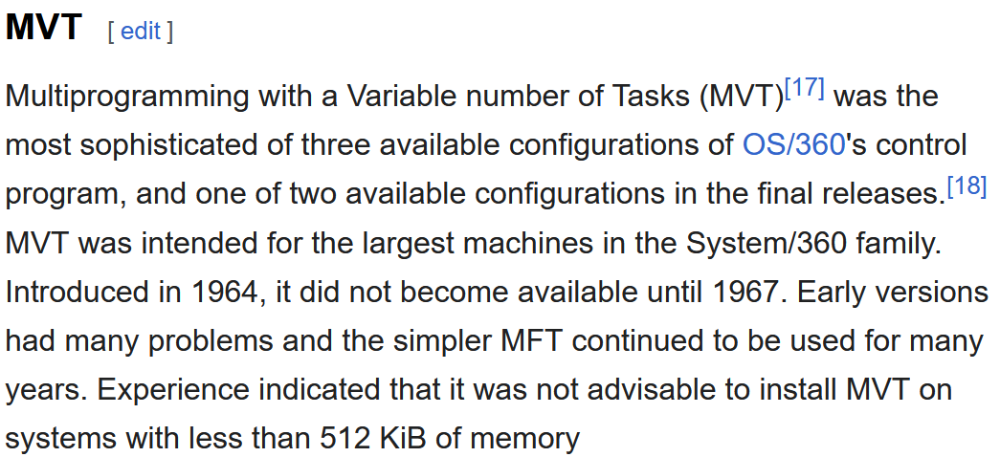 MVT [ edit ]
Multiprogramming with a Variable number of Tasks (MVT)[17] was the
most sophisticated of three available configurations of OS/360's control
program, and one of two available configurations in the final releases.[18]
MVT was intended for the largest machines in the System/360 family.
Introduced in 1964, it did not become available until 1967. Early versions
had many problems and the simpler MFT continued to be used for many
years. Experience indicated that it was not advisable to install MVT on
systems with less than 512 KiB of memory